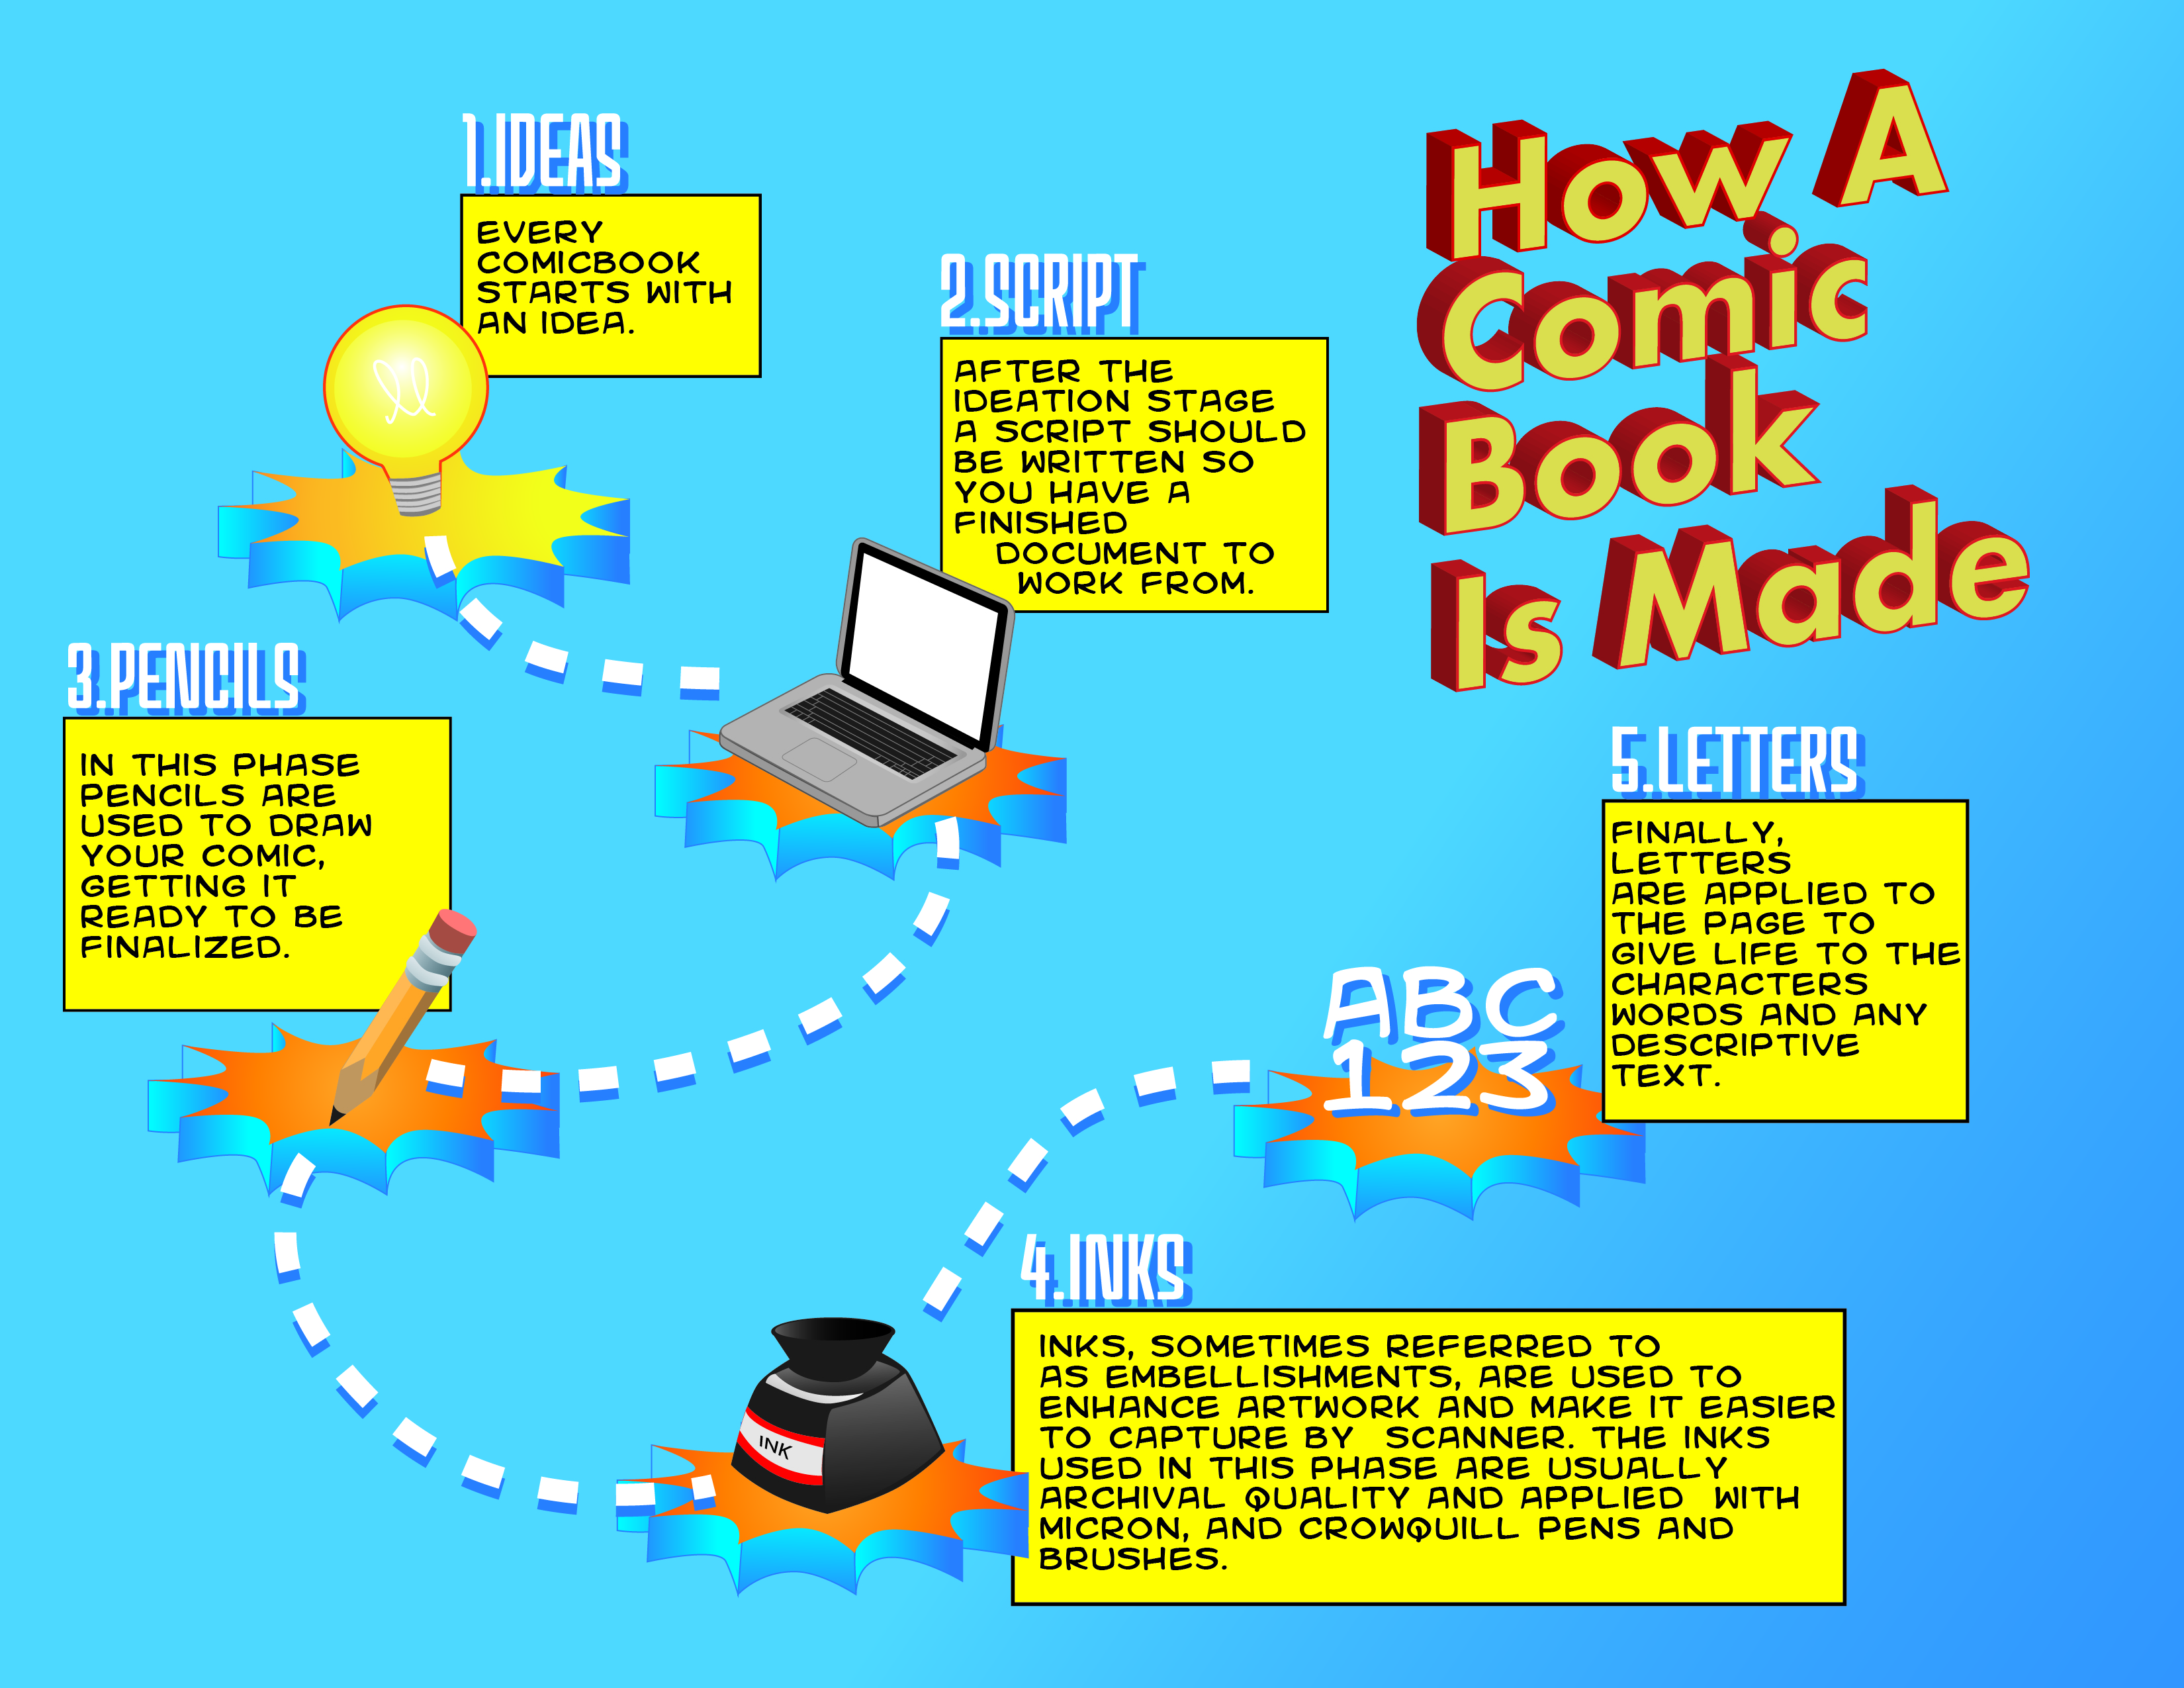 How A
Comic
Book
Is Made
1.IDEAS
EVERY
COMICBOOK
STARTS WITH
AN IDEA.
2.SCRIPT
AFTER THE
IDEATION STAGE
A SCRIPT SHOULD
BE WRITTEN SO
YOU HAVE A
FINISHED
DOCUMENT TO
WORK FROM.
3.PENCILS
IN THIS PHASE
PENCILS ARE
USED TO DRAW
YOUR COMIC,
GETTING IT
READY TO BE
FINALIZED.
4.INKS
INKS, SOMETIMES REFERRED TO
AS EMBELLISHMENTS, ARE USED TO
ENHANCE ARTWORK AND MAKE IT EASIER
TO CAPTURE BY  SCANNER. THE INKS
USED IN THIS PHASE ARE USUALLY
ARCHIVAL QUALITY AND APPLIED  WITH
MICRON, AND CROWQUILL PENS AND
BRUSHES.
INK
5.LETTERS
FINALLY,
LETTERS
ARE APPLIED TO
THE PAGE TO
GIVE LIFE TO THE
CHARACTERS
WORDS AND ANY
DESCRIPTIVE
TEXT.
ABC
123